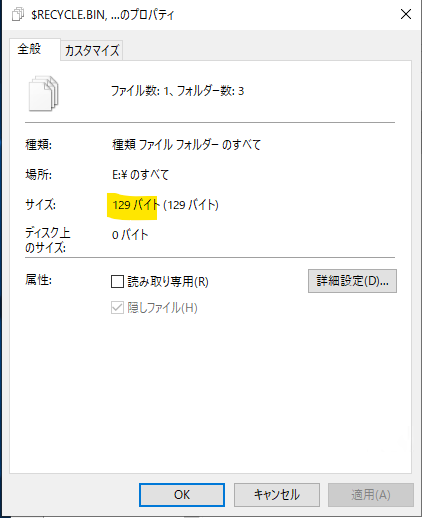 $RECYCLE.BIN, ...のプロパティ
全般 カスタマイズ
ファイル数: 1、フォルダー数: 3
種類: 種類 ファイル フォルダー のすべて
場所: E:¥ のすべて
サイズ: 129 バイト (129 バイト)
ディスク上
のサイズ: 0 バイト
属性: 読み取り専用(R) 詳細設定(D)...
隠しファイル(H)
OK キャンセル 適用(A)